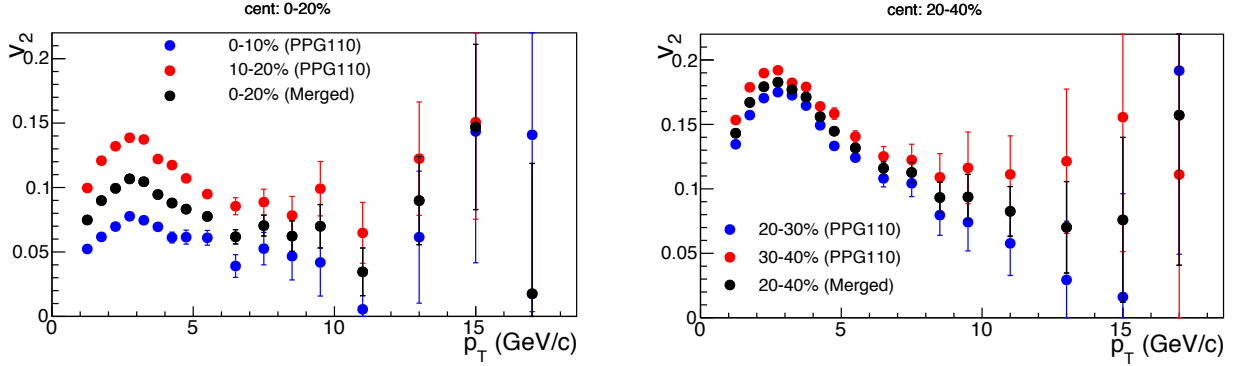 cent: 0-20%
v2
0.2
0.15
0.1
0.05
0
0-10% (PPG110)
10-20% (PPG110)
0-20% (Merged)
0 5 10 15
pT (GeV/c)
cent: 20-40%
v2
0.2
0.15
0.1
0.05
0
20-30% (PPG110)
30-40% (PPG110)
20-40% (Merged)
0 5 10 15
pT (GeV/c)